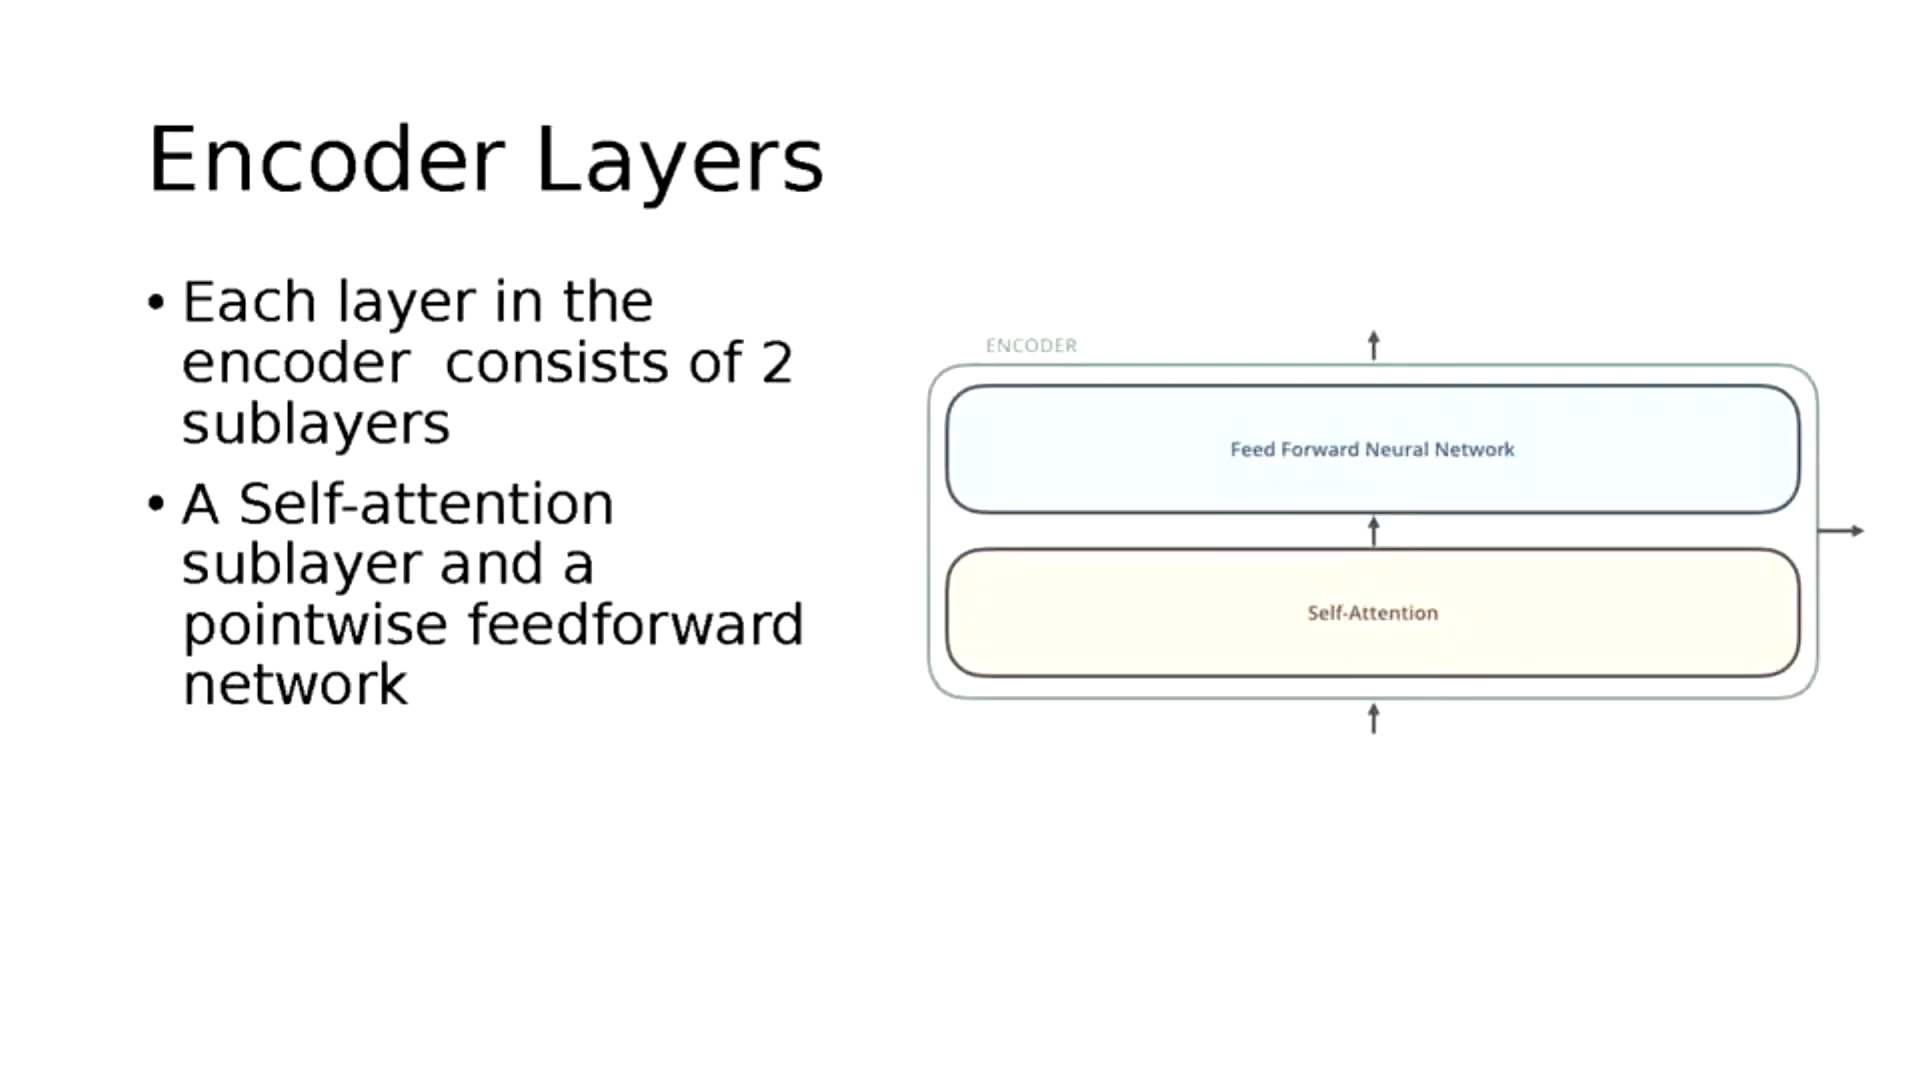 Encoder Layers
• Each layer in the
encoder  consists of 2
sublayers
• A Self-attention
sublayer and a
pointwise feedforward
network
ENCODER
Feed Forward Neural Network
Self-Attention